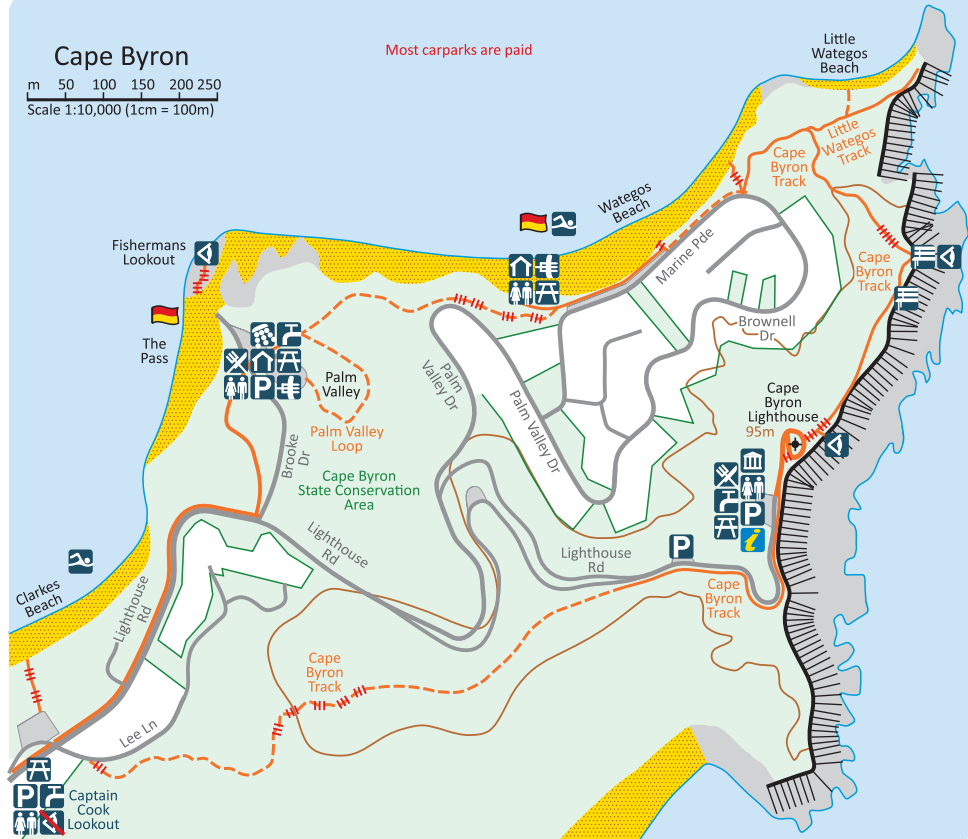 Cape Byron
m 50 100 150 200 250
Scale 1:10,000 (1cm = 100m)
Most carparks are paid
Little
Wategos
Beach
Little
Wategos
Track
Cape
Byron
Track
Wategos
Beach
Fishermans
Lookout
Marine Pde
Cape
Byron
Track
The
Pass
Brownell
Dr
P
Palm
Valley
Palm
Valley Dr
Palm Valley Dr
Cape
Byron
Lighthouse
95m
Palm Valley
Loop
Brooke
Dr
Cape Byron
State Conservation
Area
P
i
Lighthouse
Rd
Lighthouse
Rd
P
Clarkes
Beach
Lighthouse
Rd
Cape
Byron
Track
Cape
Byron
Track
Lee Ln
P
Captain
Cook
Lookout